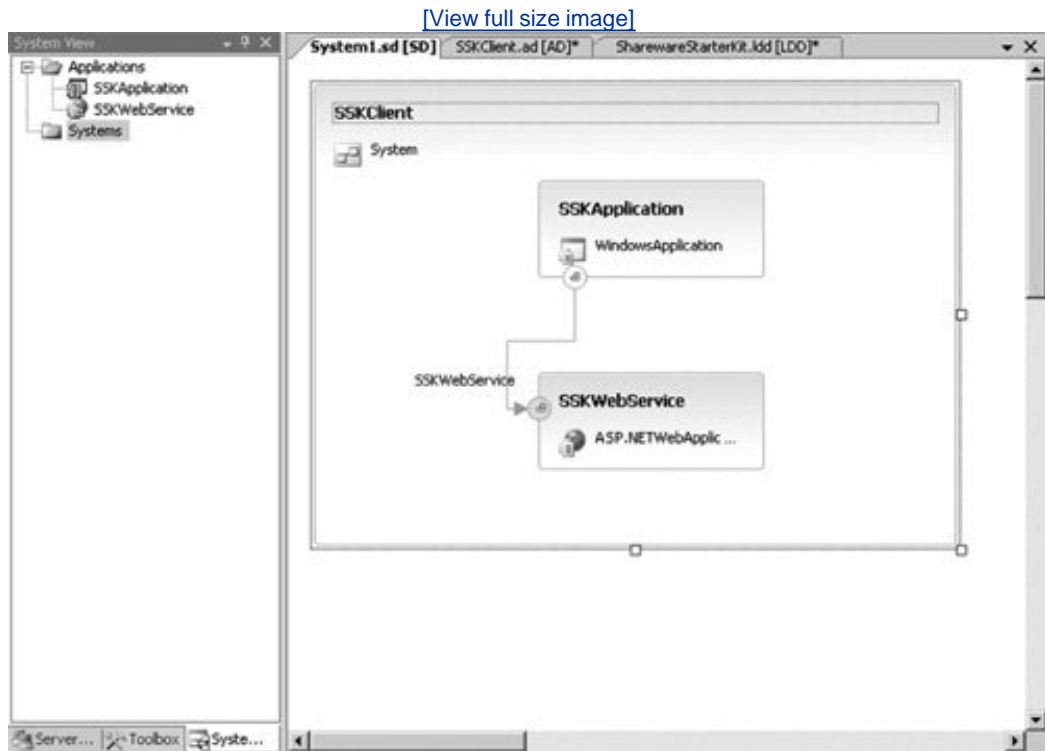 [View full size image]
System View
System1.sd [SD] SSKClient.ad [AD]* SharewareStarterKit.ldd [LDD]*
Applications
SSKApplication
SSKWebService
Systems
SSKClient
System
SSKApplication
WindowsApplication
SSKWebService
SSKWebService
ASP.NETWebApplic ...
Server... Toolbox Syste...